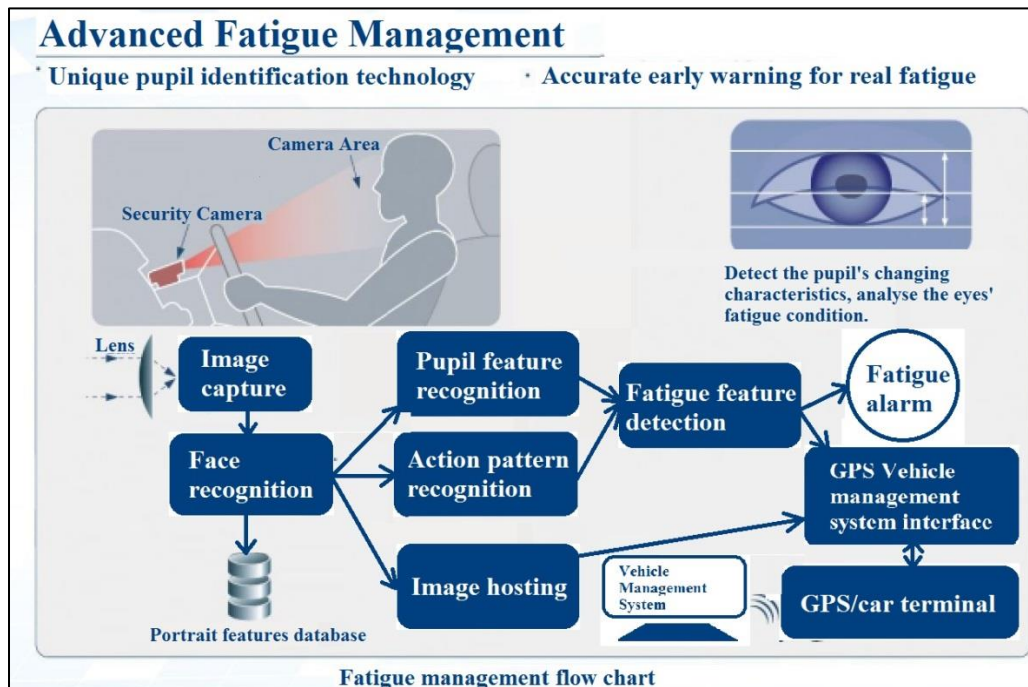 Advanced Fatigue Management
* Unique pupil identification technology
* Accurate early warning for real fatigue
Camera Area
Security Camera
Detect the pupil's changing
characteristics, analyse the eyes'
fatigue condition.
Lens
Image
capture
Pupil feature
recognition
Fatigue feature
detection
Fatigue
alarm
Face
recognition
Action pattern
recognition
GPS Vehicle
management
system interface
Image hosting
Vehicle
Management
System
GPS/car terminal
Portrait features database
Fatigue management flow chart